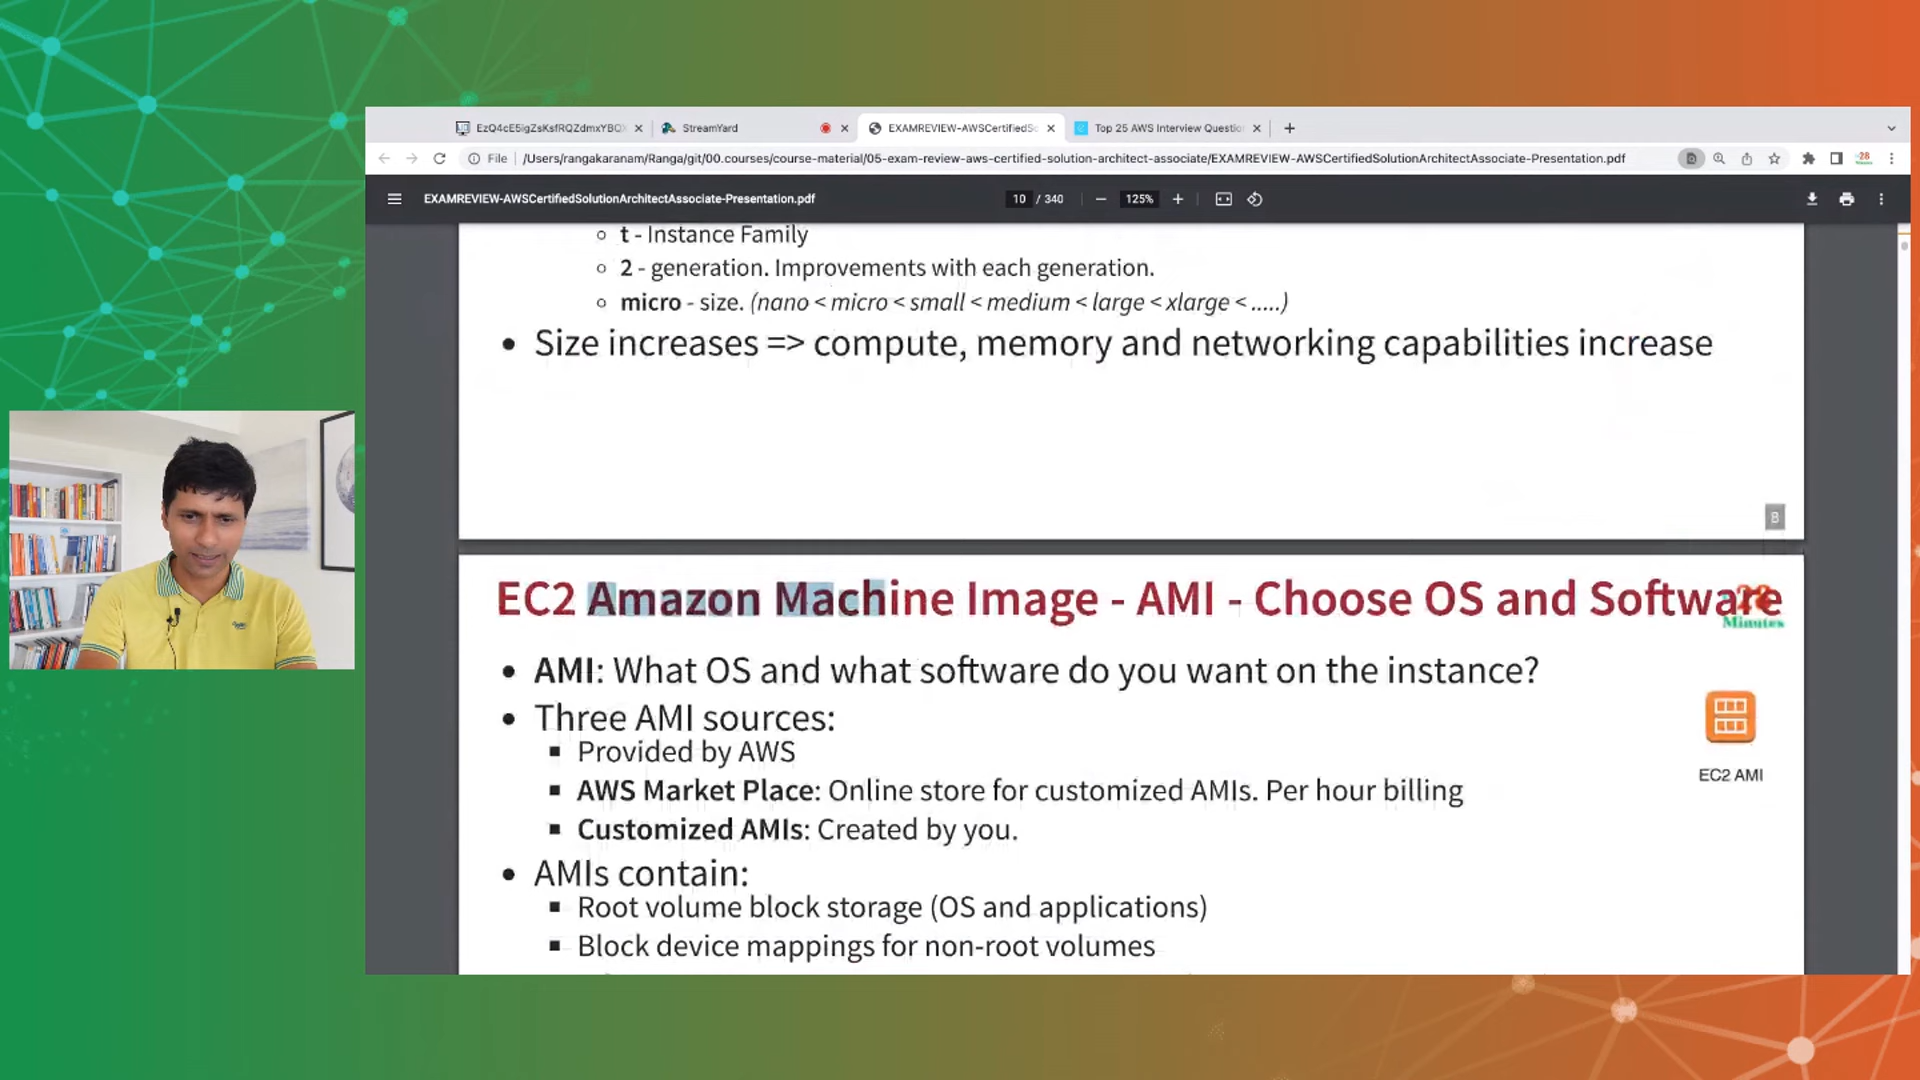 EzQ4cE5igZsKsfRQZdmxYBQX
StreamYard
EXAMREVIEW-AWSCertifiedSo
Top 25 AWS Interview Questio
File
/Users/rangakaranam/Ranga/git/00.courses/course-material/05-exam-review-aws-certified-solution-architect-associate/EXAMREVIEW-AWSCertifiedSolutionArchitectAssociate-Presentation.pdf
EXAMREVIEW-AWSCertifiedSolutionArchitectAssociate-Presentation.pdf
10 / 340
125%
t - Instance Family
2 - generation. Improvements with each generation.
micro - size. (nano < micro < small < medium < large < xlarge < .....)
Size increases => compute, memory and networking capabilities increase
8
EC2 Amazon Machine Image - AMI - Choose OS and Software
28
Minutes
AMI: What OS and what software do you want on the instance?
Three AMI sources:
Provided by AWS
AWS Market Place: Online store for customized AMIs. Per hour billing
Customized AMIs: Created by you.
EC2 AMI
AMIs contain:
Root volume block storage (OS and applications)
Block device mappings for non-root volumes